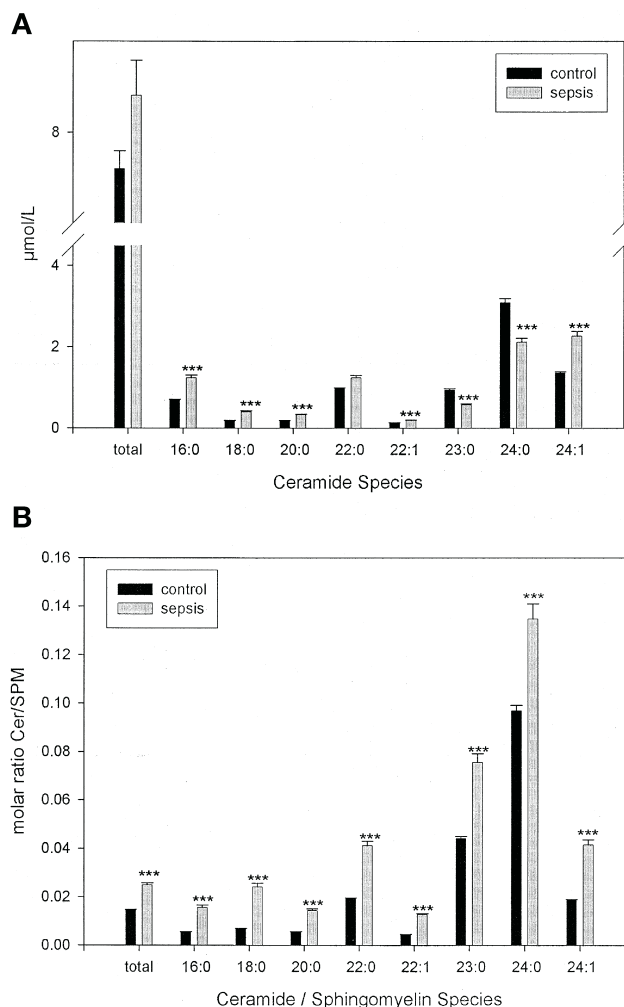 A
control
sepsis
8
µmol/L
4
***
***
***
***
***
***
***
2
0
total 16:0 18:0 20:0 22:0 22:1 23:0 24:0 24:1
Ceramide Species
B
0.16
control
sepsis
***
0.14
0.12
0.10
molar ratio Cer/SPM
0.08
***
0.06
0.04
***
***
***
***
0.02
***
***
***
0.00
total 16:0 18:0 20:0 22:0 22:1 23:0 24:0 24:1
Ceramide / Sphingomyelin Species